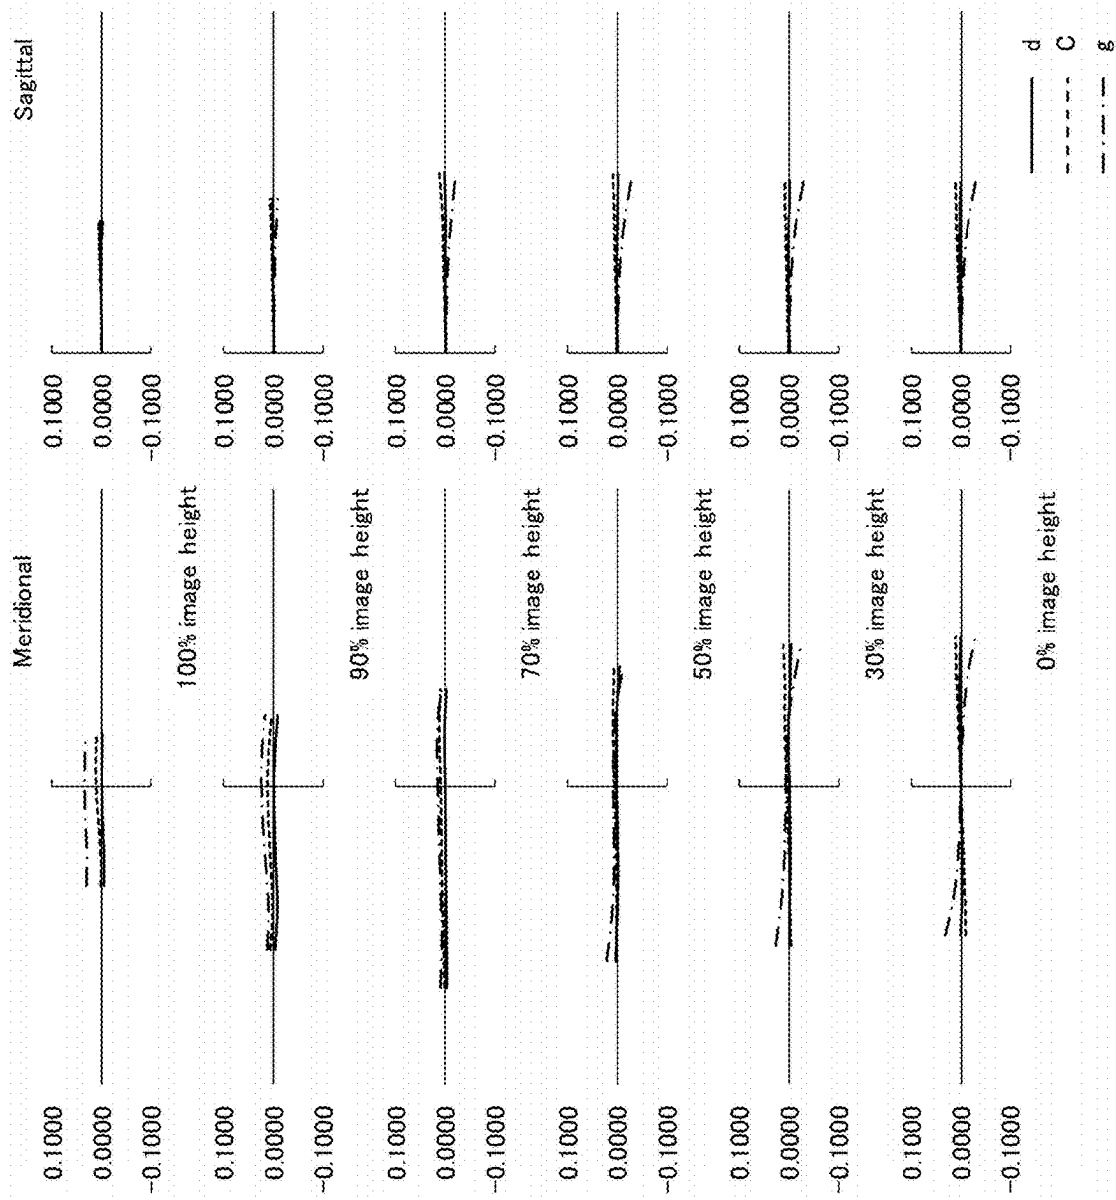 Meridional Sagittal
0.1000 0.1000
0.0000 0.0000
-0.1000 -0.1000
100% image height
0.1000 0.1000
0.0000 0.0000
-0.1000 -0.1000
90% image height
0.1000 0.1000
0.0000 0.0000
-0.1000 -0.1000
70% image height
0.1000 0.1000
0.0000 0.0000
-0.1000 -0.1000
50% image height
0.1000 0.1000
0.0000 0.0000
-0.1000 -0.1000
30% image height
0.1000 0.1000
0.0000 0.0000
-0.1000 -0.1000
0% image height
d
C
g